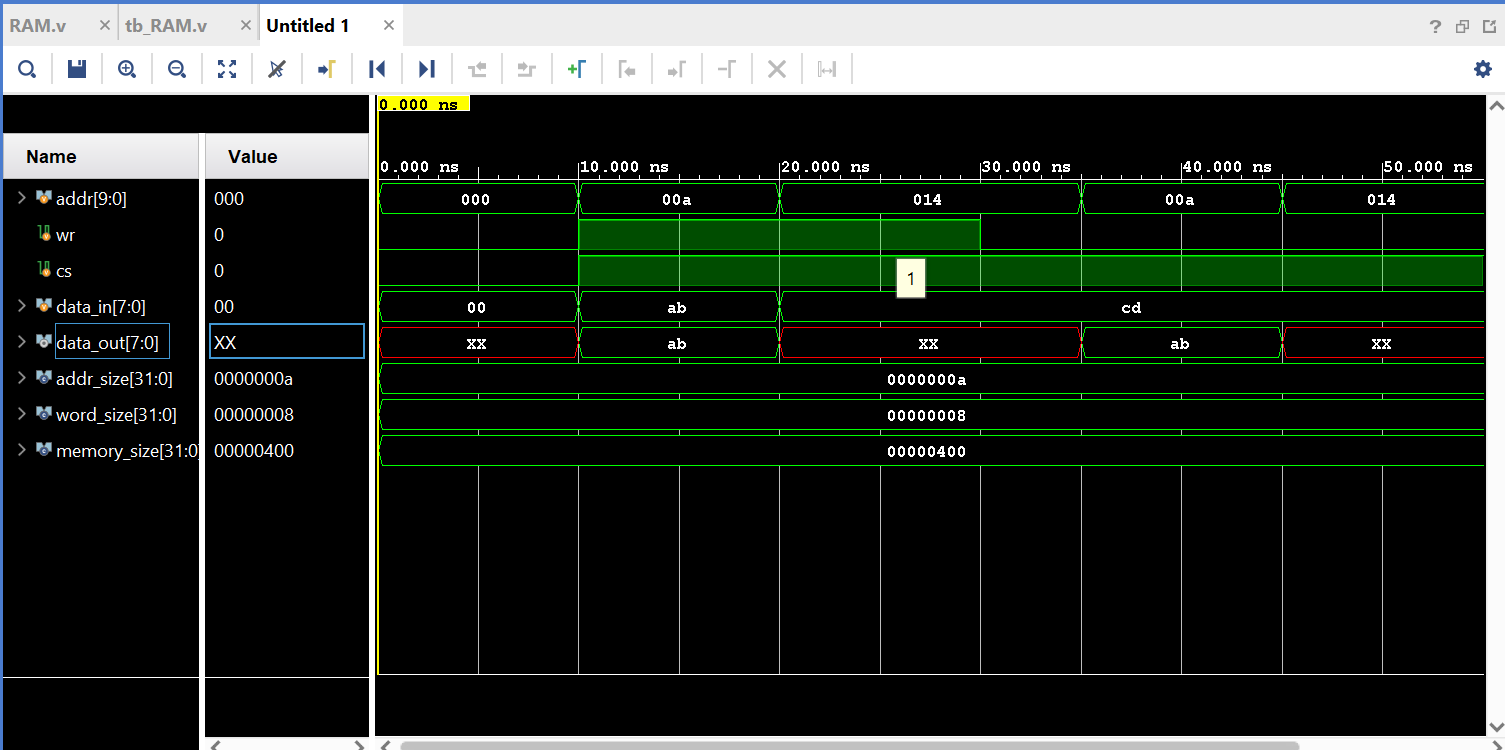 RAM.v tb_RAM.v Untitled 1
0.000 ns
Name Value
0.000 ns 10.000 ns 20.000 ns 30.000 ns 40.000 ns 50.000 ns
addr[9:0] 000 000 00a 014 00a 014
wr 0
cs 0
1
data_in[7:0] 00 00 ab cd
data_out[7:0] XX XX ab XX ab XX
addr_size[31:0] 0000000a 0000000a
word_size[31:0] 00000008 00000008
memory_size[31:0] 00000400 00000400